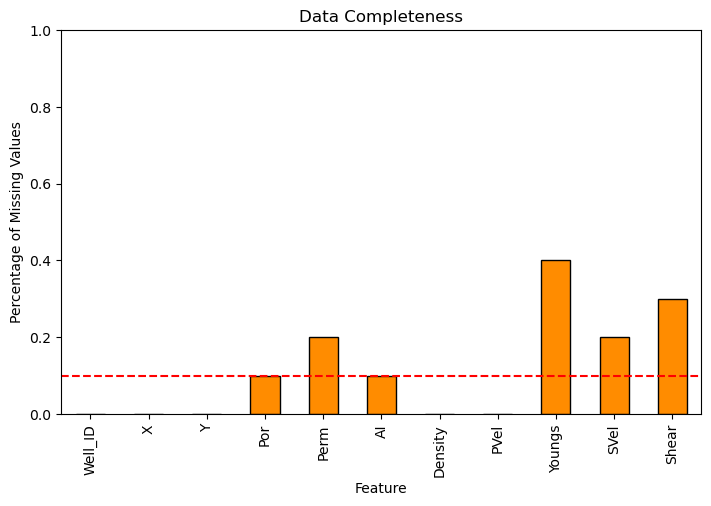 Data Completeness
Percentage of Missing Values
1.0
0.8
0.6
0.4
0.2
0.0
Well_ID
X
Y
Por
Perm
AI
Density
PVel
Youngs
SVel
Shear
Feature